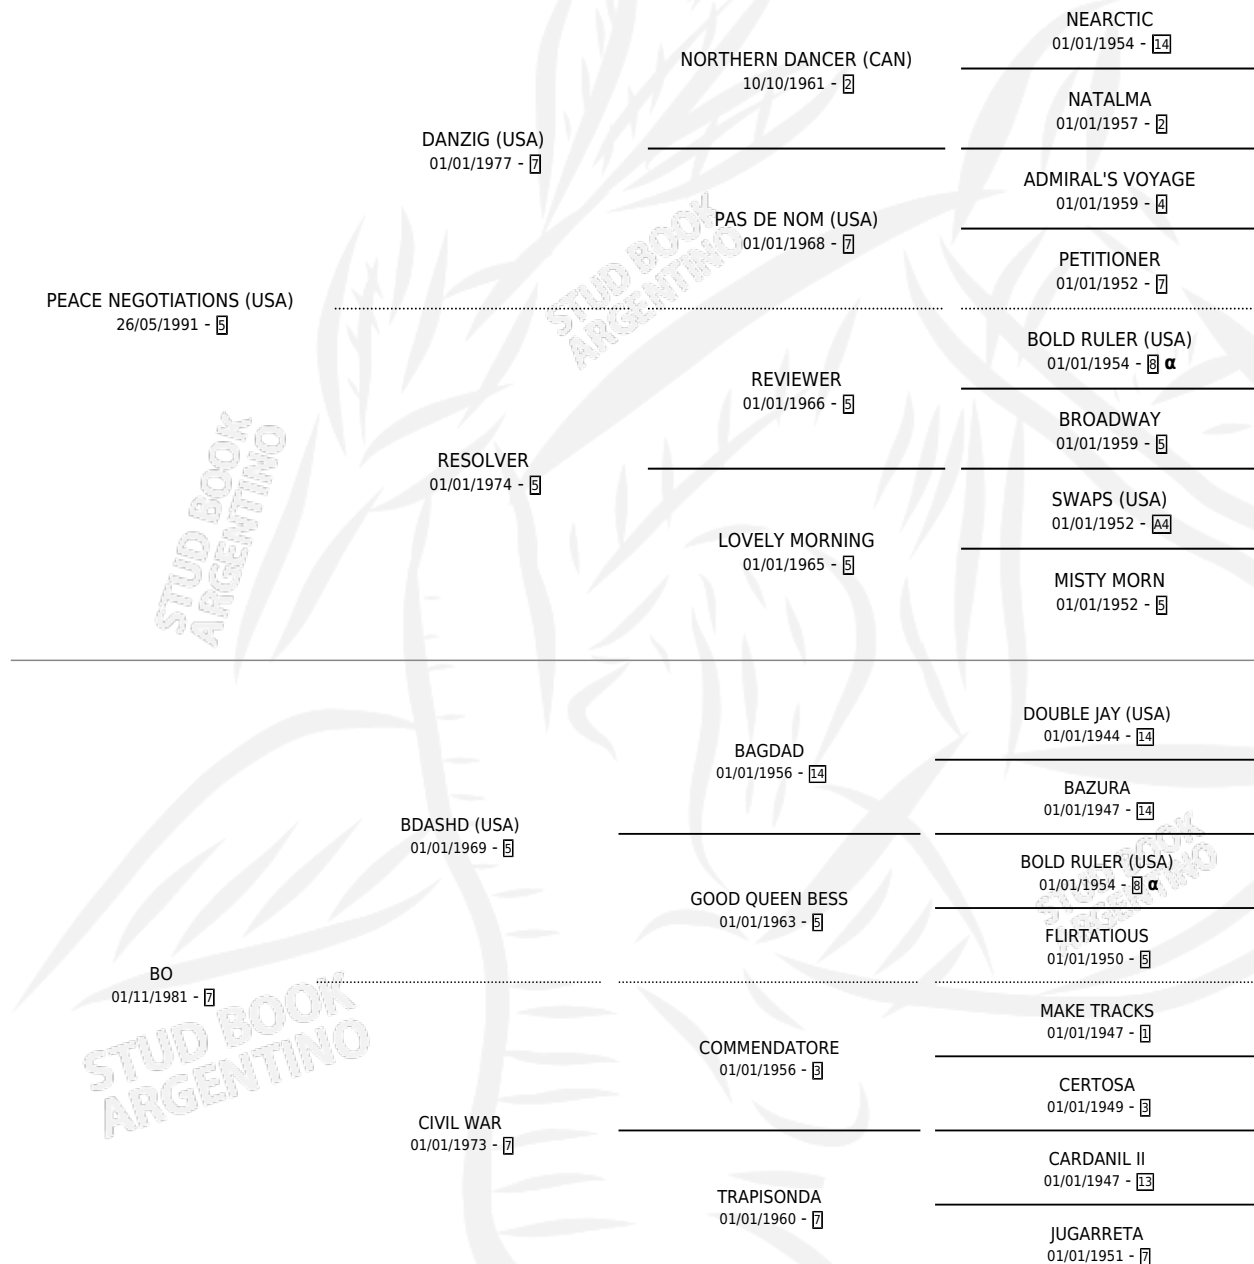 NEARCTIC
01/01/1954 - 14
NORTHERN DANCER (CAN)
10/10/1961 - 2
NATALMA
01/01/1957 - 2
DANZIG (USA)
01/01/1977 - 7
ADMIRAL'S VOYAGE
01/01/1959 - 4
PAS DE NOM (USA)
01/01/1968 - 7
PETITIONER
01/01/1952 - 7
PEACE NEGOTIATIONS (USA)
26/05/1991 - 5
BOLD RULER (USA)
01/01/1954 - 8 α
REVIEWER
01/01/1966 - 5
BROADWAY
01/01/1959 - 5
RESOLVER
01/01/1974 - 5
SWAPS (USA)
01/01/1952 - A4
LOVELY MORNING
01/01/1965 - 5
MISTY MORN
01/01/1952 - 5
DOUBLE JAY (USA)
01/01/1944 - 14
BAGDAD
01/01/1956 - 14
BAZURA
01/01/1947 - 14
BDASHD (USA)
01/01/1969 - 5
BOLD RULER (USA)
01/01/1954 - 8 α
GOOD QUEEN BESS
01/01/1963 - 5
FLIRTATIOUS
01/01/1950 - 5
BO
01/11/1981 - 7
MAKE TRACKS
01/01/1947 - 1
COMMENDATORE
01/01/1956 - 3
CERTOSA
01/01/1949 - 3
CIVIL WAR
01/01/1973 - 7
CARDANIL II
01/01/1947 - 13
TRAPISONDA
01/01/1960 - 7
JUGARRETA
01/01/1951 - 7
STUD BOOK
ARGENTINO
STUD BOOK
ARGENTINO
STUD BOOK
ARGENTINO
STUD BOOK
ARGENTINO